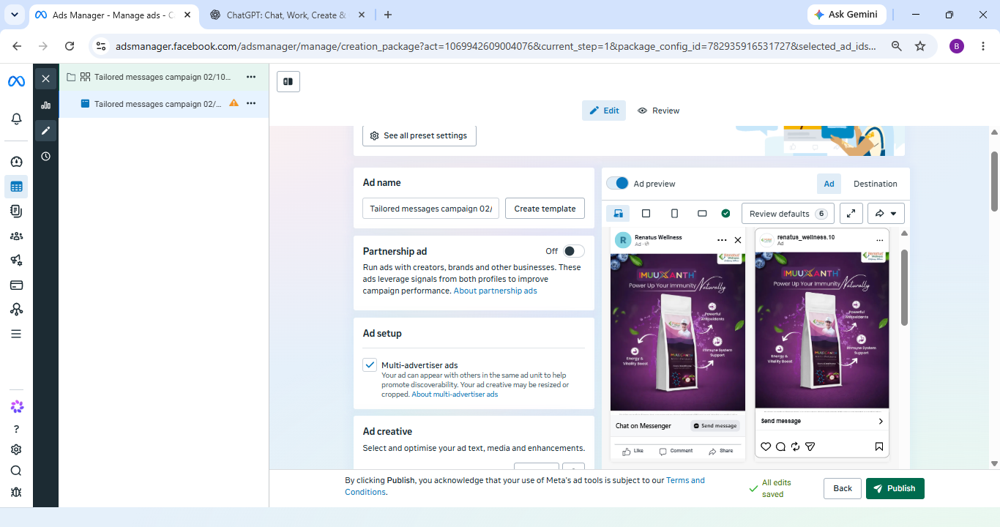 Ads Manager - Manage ads - C
ChatGPT: Chat, Work, Create &
Ask Gemini
adsmanager.facebook.com/adsmanager/manage/creation_package?act=1069942609004076&current_step=1&package_config_id=782935916531727&selected_ad_ids...
B
Tailored messages campaign 02/10...
Tailored messages campaign 02/...
Edit
Review
See all preset settings
Ad name
Tailored messages campaign 02/
Create template
Partnership ad
Off
Run ads with creators, brands and other businesses. These
ads leverage signals from both profiles to improve
campaign performance. About partnership ads
Ad setup
Multi-advertiser ads
Your ad can appear with others in the same ad unit to help
promote discoverability. Your ad creative may be resized or
cropped. About multi-advertiser ads
Ad creative
Select and optimise your ad text, media and enhancements.
Ad preview
Ad
Destination
Review defaults 6
R
Renatus Wellness
Ad
Renatus
Wellness
IMUUXANTH
Power Up Your Immunity Naturally
Powerful
Antioxidants
Immune System
Support
Energy &
Vitality Boost
Chat on Messenger
Send message
Like
Comment
Share
renatus_wellness.10
Ad
Renatus
Wellness
IMUUXANTH
Power Up Your Immunity Naturally
Powerful
Antioxidants
Immune System
Support
Energy &
Vitality Boost
Send message
By clicking Publish, you acknowledge that your use of Meta's ad tools is subject to our Terms and
Conditions.
All edits
saved
Back
Publish